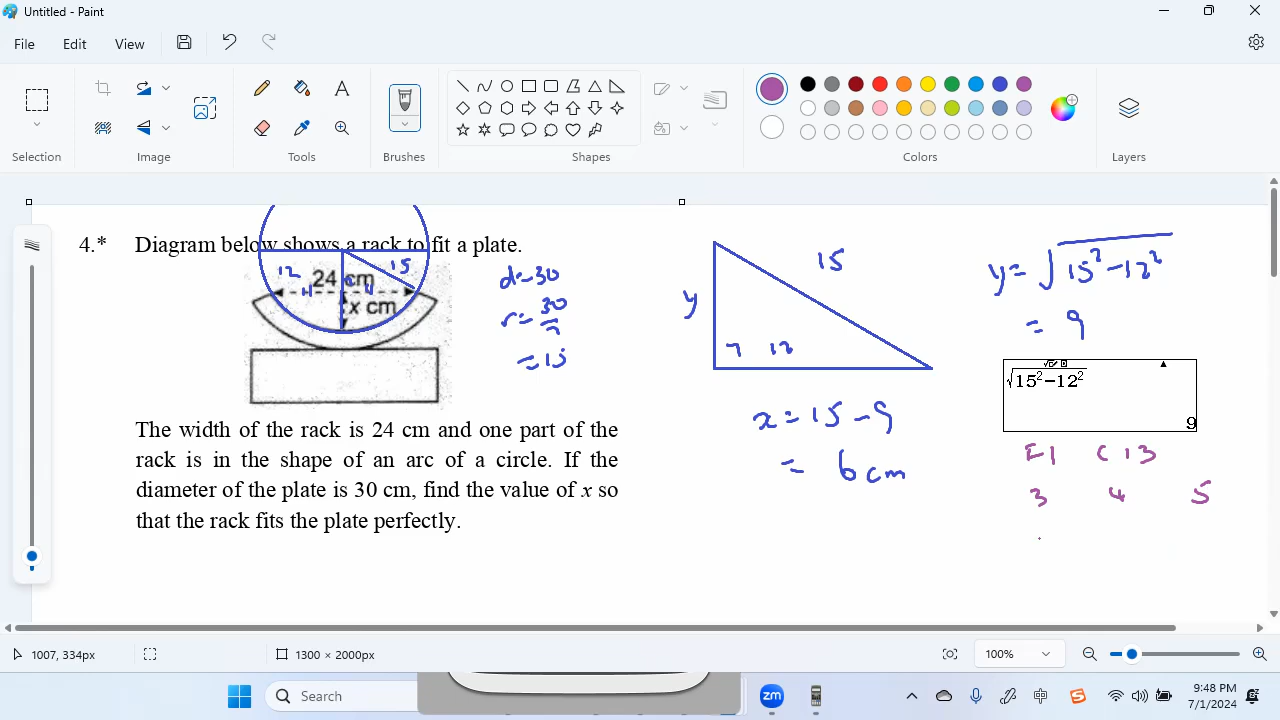 Untitled - Paint
File Edit View
Selection Image Tools Brushes Shapes Colors Layers
4.* Diagram below shows a rack to fit a plate.
12 15
24 cm
x cm
d = 30
r = 30
= 15
y 15
12
y = √15²-12²
= 9
√15²-12²
9
x = 15 - 9
= 6cm
3 4 5
The width of the rack is 24 cm and one part of the
rack is in the shape of an arc of a circle. If the
diameter of the plate is 30 cm, find the value of x so
that the rack fits the plate perfectly.
1007, 334px 1300 × 2000px 100%
Search zm 中 9:48 PM
7/1/2024